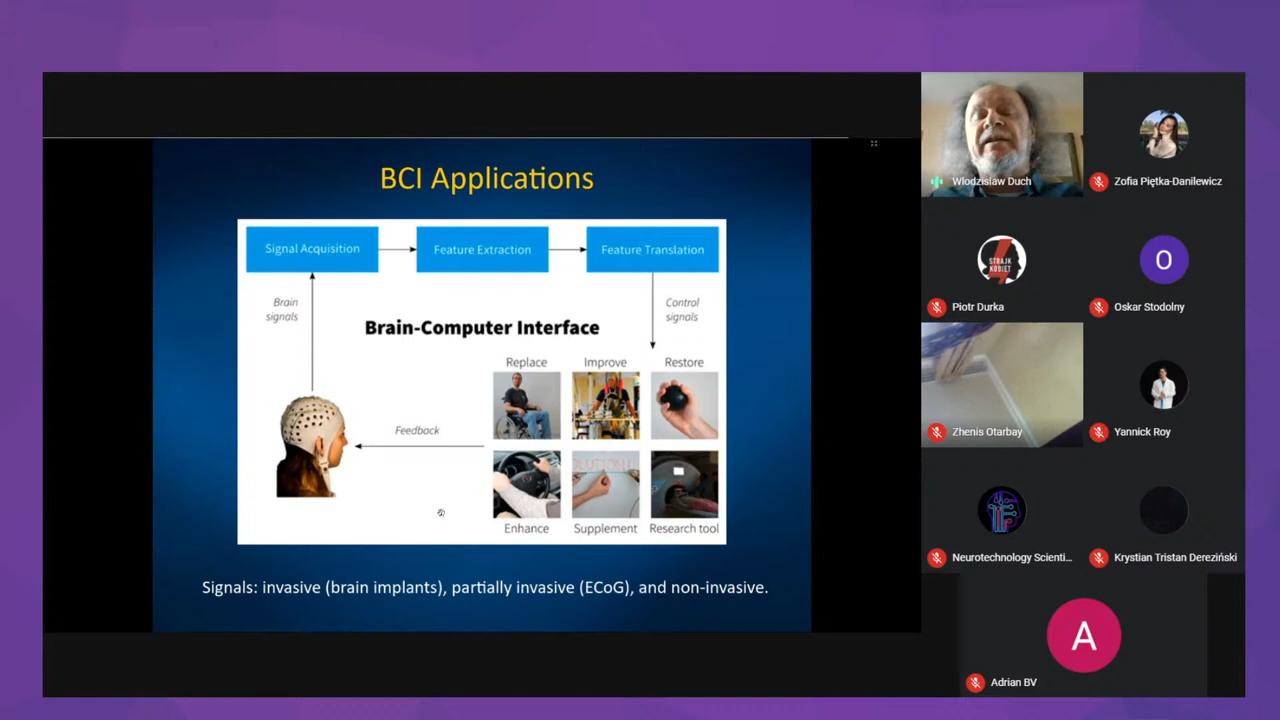 BCI Applications
Signal Acquisition
Feature Extraction
Feature Translation
Brain
signals
Control
signals
Brain-Computer Interface
Replace
Improve
Restore
Feedback
Enhance
Supplement
Research tool
Signals: invasive (brain implants), partially invasive (ECoG), and non-invasive.
Wlodzislaw Duch
Zofia Piętka-Danilewicz
STRAJK
KOBIET
Piotr Durka
O
Oskar Stodolny
Zhenis Otarbay
Yannick Roy
Neurotechnology Scienti...
Krystian Tristan Dereziński
A
Adrian BV